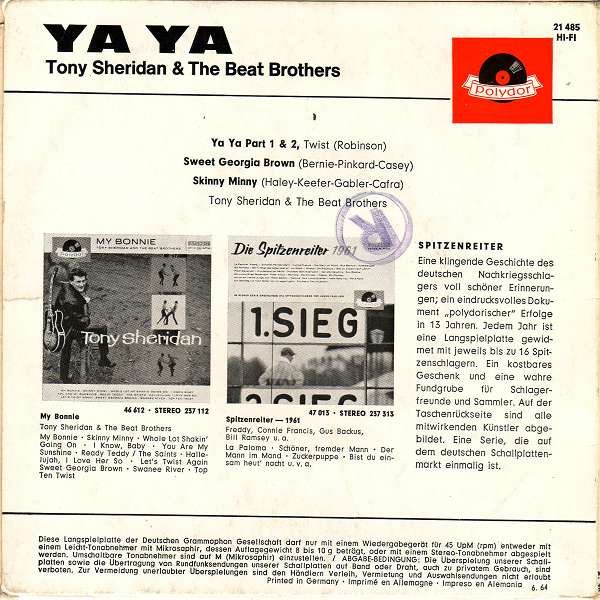 YA YA
Tony Sheridan & The Beat Brothers
21 485
HI-FI
Polydor
Ya Ya Part 1 & 2, Twist (Robinson)
Sweet Georgia Brown (Bernie-Pinkard-Casey)
Skinny Minny (Haley-Keefer-Gabler-Cafra)
Tony Sheridan & The Beat Brothers
MY BONNIE
TONY SHERIDAN AND THE BEAT BROTHERS
Tony sheridan
46 612 · STEREO 237 112
My Bonnie
Tony Sheridan & The Beat Brothers
My Bonnie · Skinny Minny · Whale Lot Shakin'
Going On · I Know, Baby · You Are My
Sunshine · Ready Teddy / The Saints · Halle-
lujah, I Love Her So · Let's Twist Again
Sweet Georgia Brown · Swanee River · Top
Ten Twist
Die Spitzenreiter 1961
1. SIEG
47 013 · STEREO 237 313
Spitzenreiter — 1961
Freddy, Connie Francis, Gus Backus,
Bill Ramsey u. a.
La Paloma · Schöner, fremder Mann · Der
Mann im Mond · Zuckerpuppe · Bist du ein-
sam heut' nacht u. v. a.
SPITZENREITER
Eine klingende Geschichte des
deutschen Nachkriegsschla-
gers voll schöner Erinnerun-
gen; ein eindrucksvolles Doku-
ment „polydorischer" Erfolge
in 13 Jahren. Jedem Jahr ist
eine Langspielplatte gewid-
met mit jeweils bis zu 16 Spit-
zenschlagern. Ein kostbares
Geschenk und eine wahre
Fundgrube für Schlager-
freunde und Sammler. Auf der
Taschenrückseite sind alle
mitwirkenden Künstler abge-
bildet. Eine Serie, die auf
dem deutschen Schallplatten-
markt einmalig ist.
Diese Langspielplatte der Deutschen Grammophon Gesellschaft darf nur mit einem Wiedergabegerät für 45 UpM (rpm) entweder mit
einem Leicht-Tonabnehmer mit Mikrosaphir, dessen Auflagegewicht 8 bis 10 g beträgt, oder mit einem Stereo-Tonabnehmer abgespielt
werden. Umschaltbare Tonabnehmer sind auf M (Mikrosaphir) einzustellen. / ABGABE-BEDINGUNG: Die Überspielung unserer Schall-
platten sowie die Übertragung von Rundfunksendungen unserer Schallplatten auf Band oder Draht, auch zu privatem Gebrauch, sind
verboten. Zur Vermeidung unerlaubter Überspielungen sind den Händlern Verleih, Vermietung und Auswahlsendungen nicht erlaubt
Printed in Germany · Imprimé en Allemagne · Impreso en Alemania
6. 64